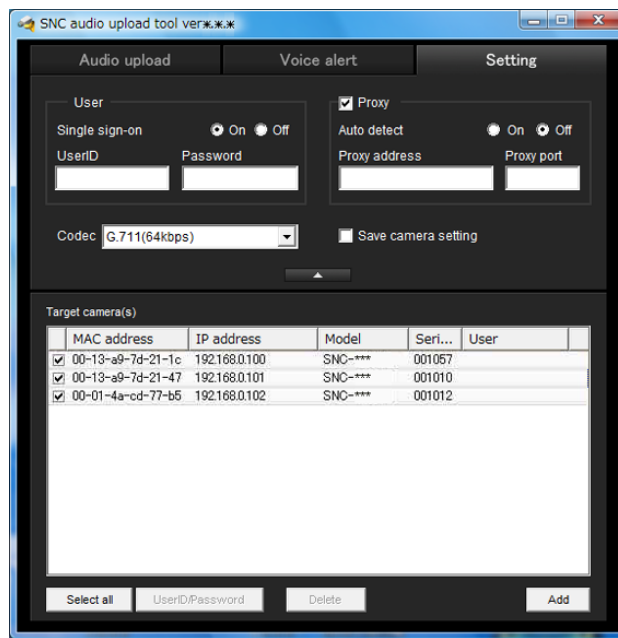 SNC audio upload tool ver*.*.*
Audio upload Voice alert Setting
User
Single sign-on On Off
UserID Password
Proxy
Auto detect On Off
Proxy address Proxy port
Codec G.711(64kbps)
Save camera setting
Target camera(s)
MAC address IP address Model Seri... User
00-13-a9-7d-21-1c 192.168.0.100 SNC-*** 001057
00-13-a9-7d-21-47 192.168.0.101 SNC-*** 001010
00-01-4a-cd-77-b5 192.168.0.102 SNC-*** 001012
Select all UserID/Password Delete Add